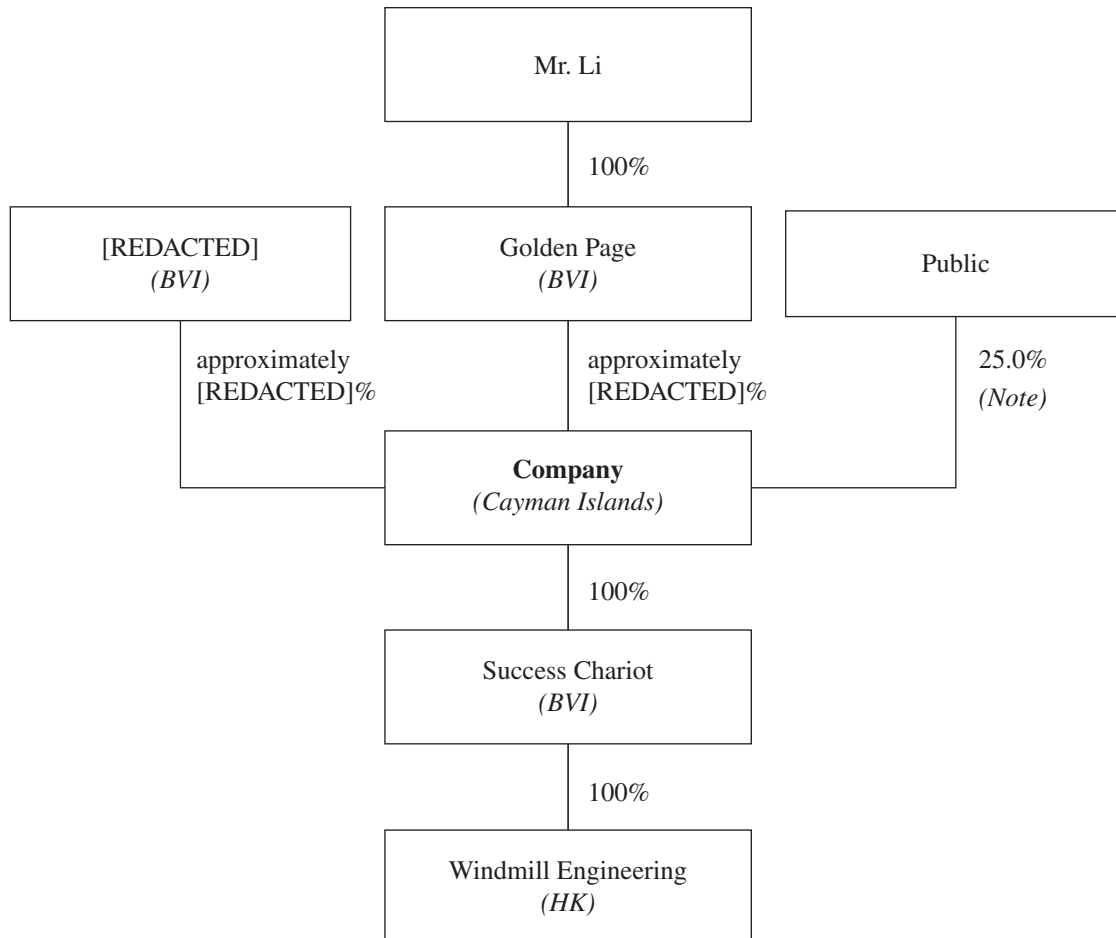 Mr. Li
100%
[REDACTED]
(BVI)
Golden Page
(BVI)
Public
approximately
[REDACTED]%
approximately
[REDACTED]%
25.0%
(Note)
Company
(Cayman Islands)
100%
Success Chariot
(BVI)
100%
Windmill Engineering
(HK)